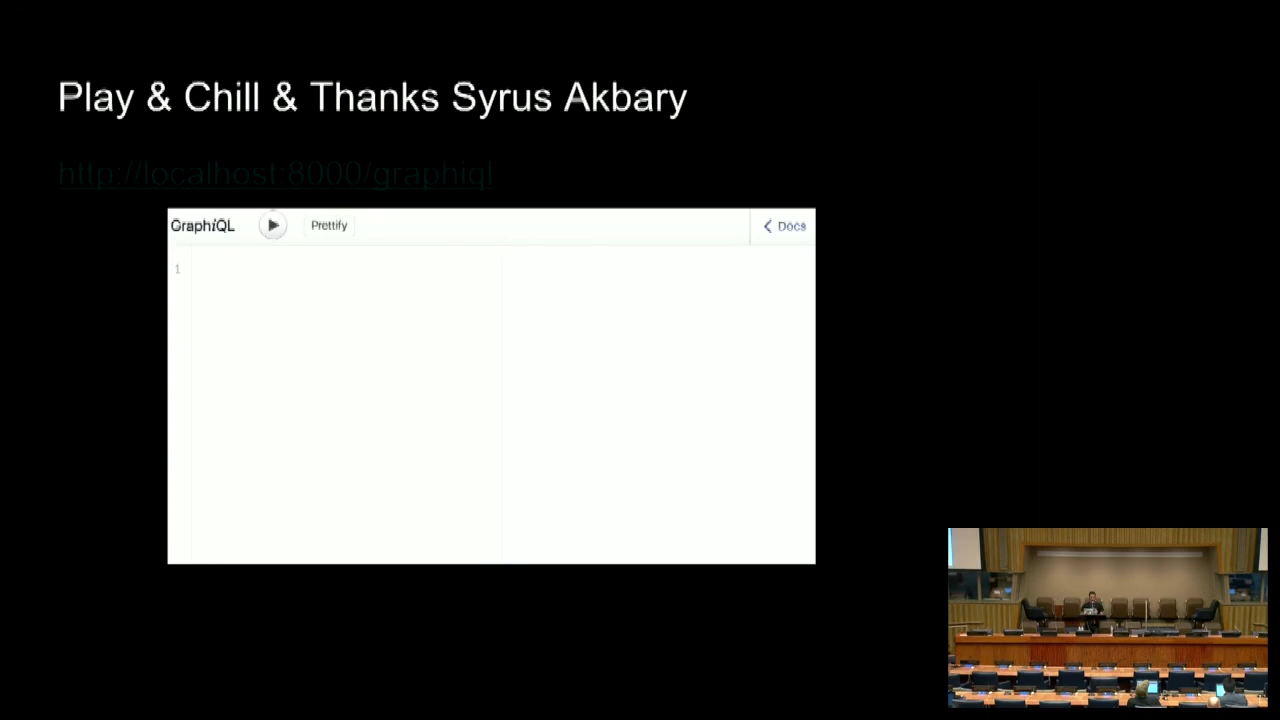 Play & Chill & Thanks Syrus Akbary
http://localhost:8000/graphiql
GraphiQL Prettify Docs
1